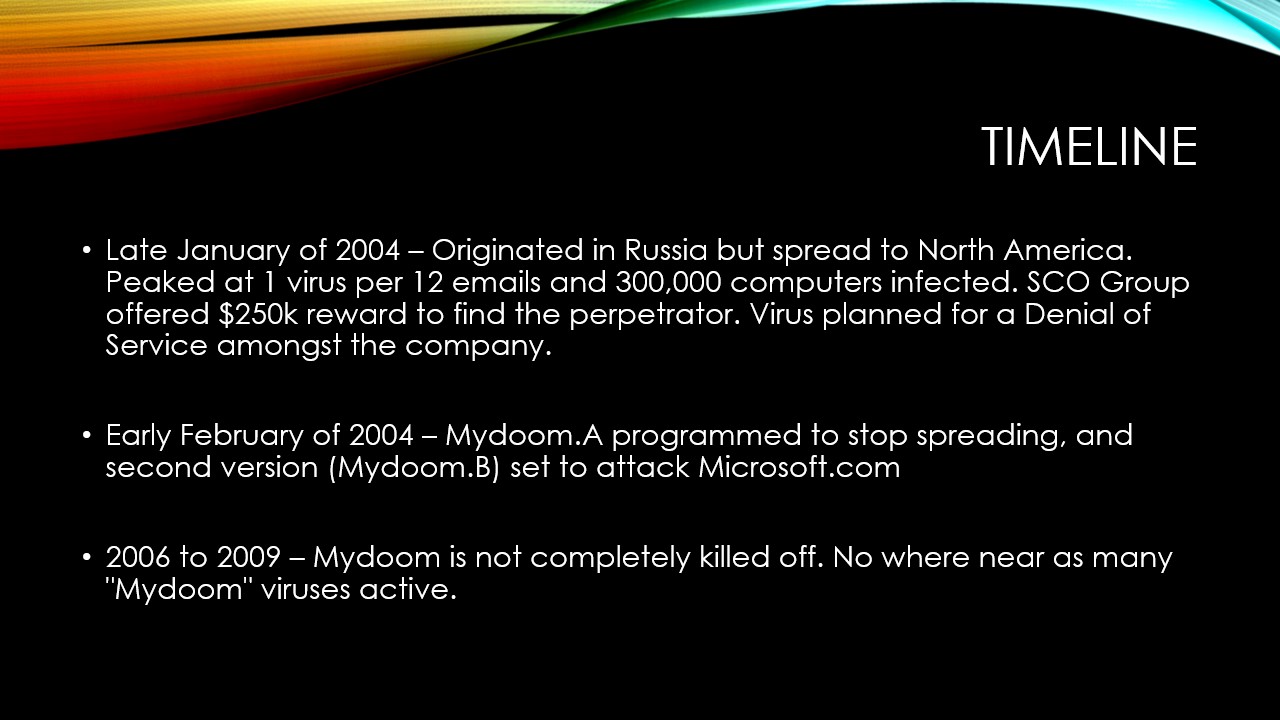 TIMELINE
• Late January of 2004 – Originated in Russia but spread to North America.
Peaked at 1 virus per 12 emails and 300,000 computers infected. SCO Group
offered $250k reward to find the perpetrator. Virus planned for a Denial of
Service amongst the company.
• Early February of 2004 – Mydoom.A programmed to stop spreading, and
second version (Mydoom.B) set to attack Microsoft.com
• 2006 to 2009 – Mydoom is not completely killed off. No where near as many
"Mydoom" viruses active.